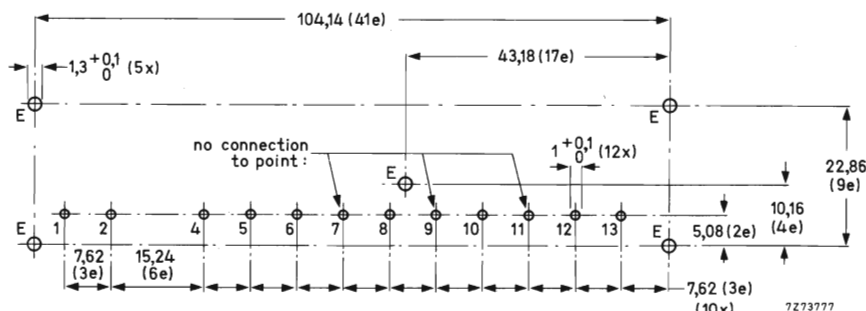 104,14 (41e)
43,18 (17e)
1,3 +0,1 0 (5x)
E
E
no connection
to point:
1 +0,1 0 (12x)
E
22,86
(9e)
10,16
(4e)
1 2 4 5 6 7 8 9 10 11 12 13
5,08 (2e)
E
E
7,62
(3e)
15,24
(6e)
7,62 (3e)
(10x)
7Z73777